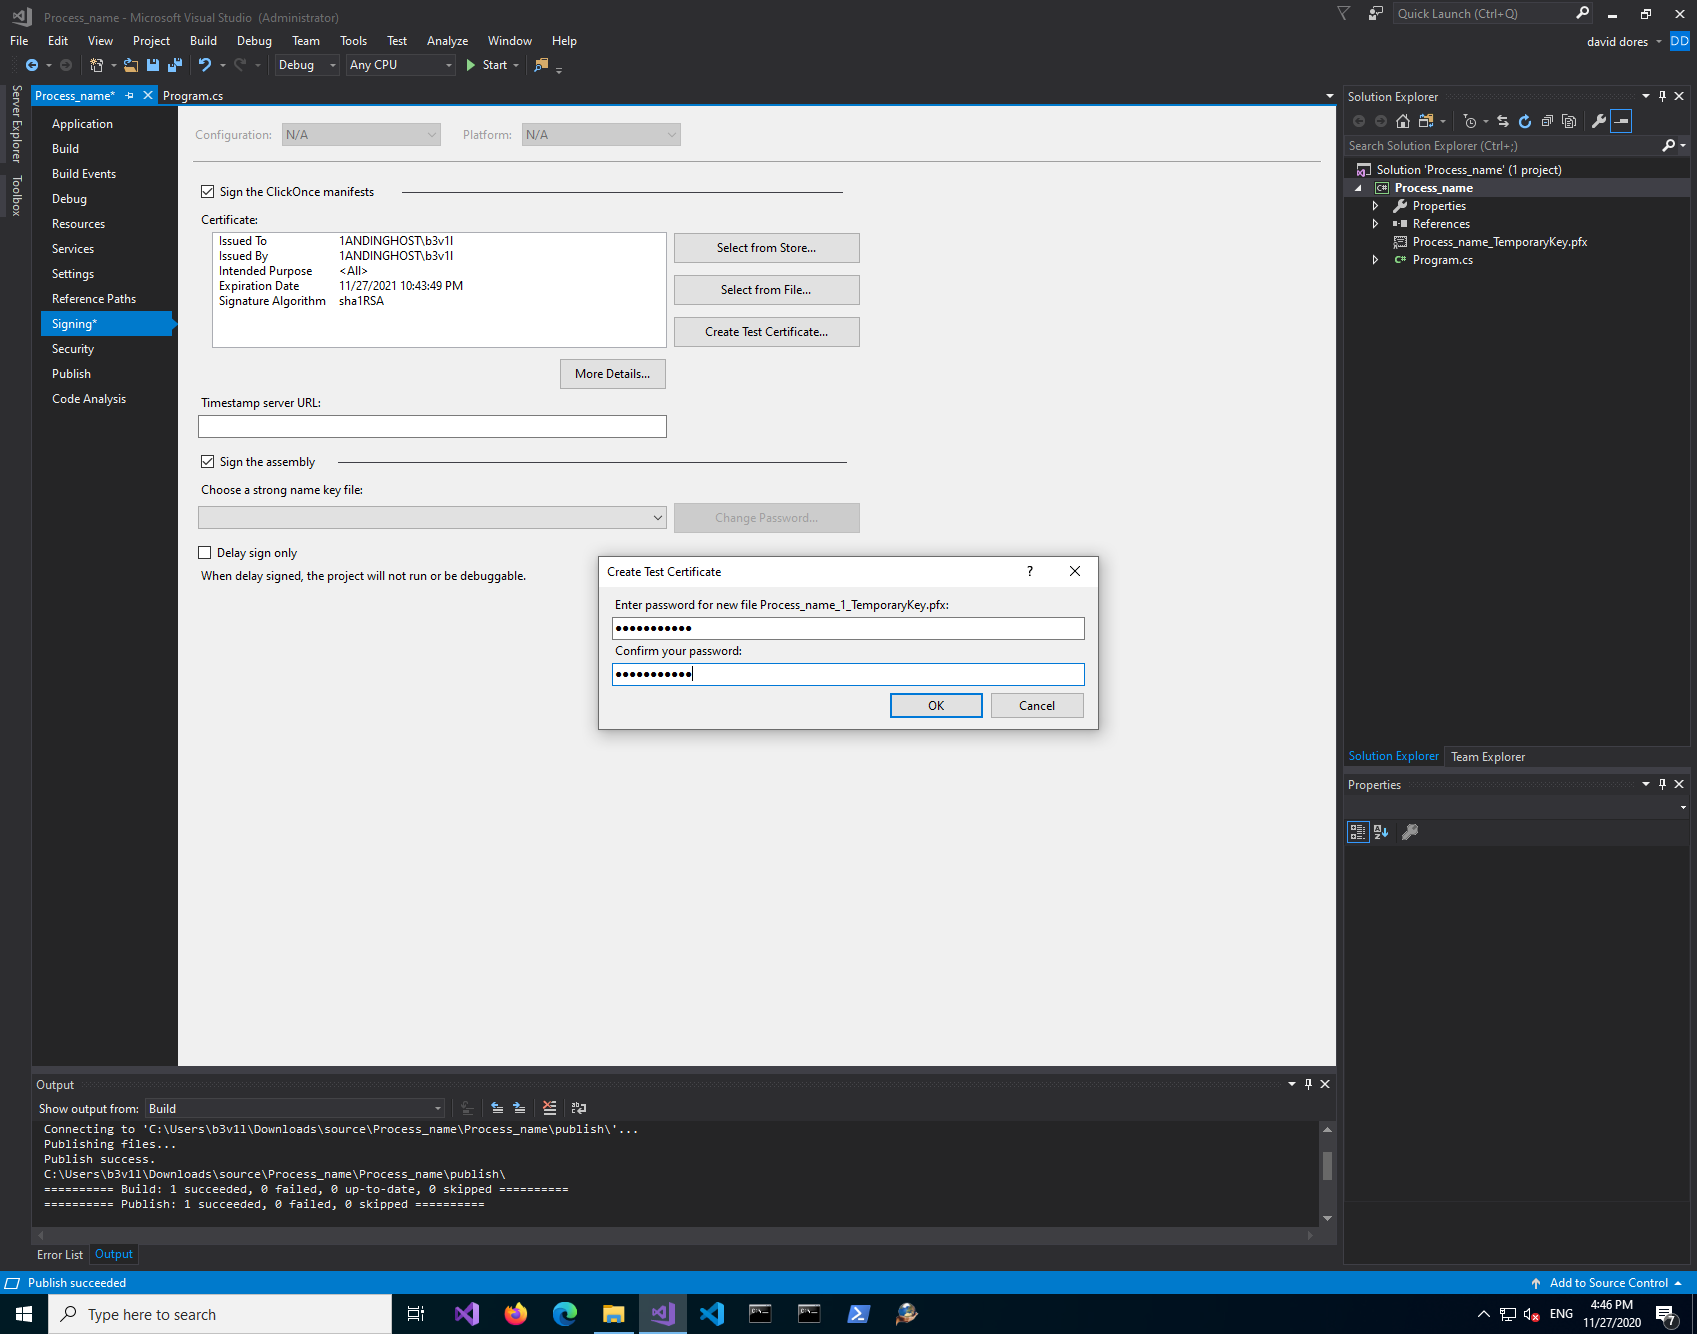 Process_name - Microsoft Visual Studio (Administrator)
Quick Launch (Ctrl+Q)
File Edit View Project Build Debug Team Tools Test Analyze Window Help
david dores DD
Debug Any CPU Start
Server Explorer
Toolbox
Process_name* Program.cs
Application
Build
Build Events
Debug
Resources
Services
Settings
Reference Paths
Signing*
Security
Publish
Code Analysis
Configuration: N/A Platform: N/A
Sign the ClickOnce manifests
Certificate:
Issued To 1ANDINGHOST\b3v1l
Issued By 1ANDINGHOST\b3v1l
Intended Purpose <All>
Expiration Date 11/27/2021 10:43:49 PM
Signature Algorithm sha1RSA
Select from Store...
Select from File...
Create Test Certificate...
More Details...
Timestamp server URL:
Sign the assembly
Choose a strong name key file:
Change Password...
Delay sign only
When delay signed, the project will not run or be debuggable.
Create Test Certificate ?
Enter password for new file Process_name_1_TemporaryKey.pfx:
●●●●●●●●●●●
Confirm your password:
●●●●●●●●●●●
OK Cancel
Solution Explorer
Search Solution Explorer (Ctrl+;)
Solution 'Process_name' (1 project)
C# Process_name
Properties
References
Process_name_TemporaryKey.pfx
C# Program.cs
Solution Explorer Team Explorer
Properties
Output
Show output from: Build
Connecting to 'C:\Users\b3v1l\Downloads\source\Process_name\Process_name\publish\'...
Publishing files...
Publish success.
C:\Users\b3v1l\Downloads\source\Process_name\Process_name\publish\
========== Build: 1 succeeded, 0 failed, 0 up-to-date, 0 skipped ==========
========== Publish: 1 succeeded, 0 failed, 0 skipped ==========
Error List Output
Publish succeeded
Add to Source Control
Type here to search
ENG
4:46 PM
11/27/2020
7